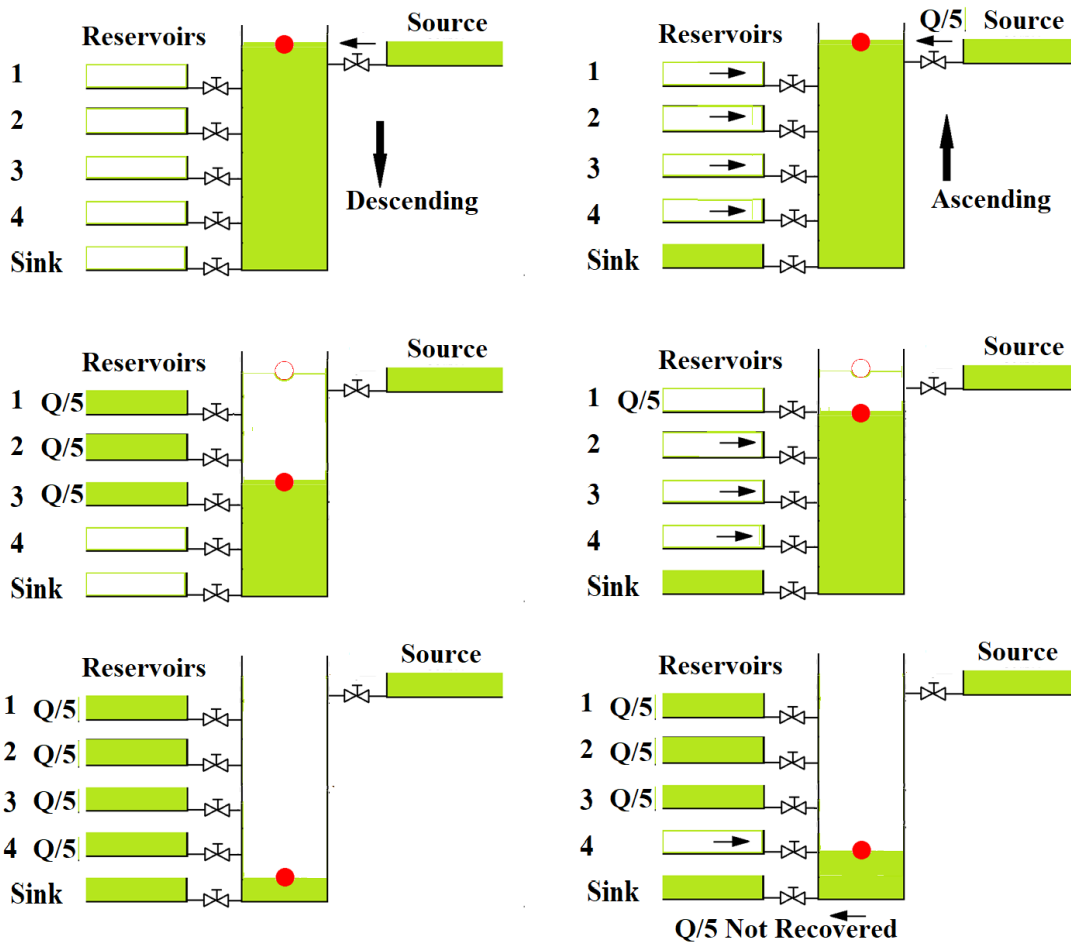 Reservoirs
Source
1
2
3
4
Sink
Descending
Reservoirs
Q/5
Source
1
2
3
4
Sink
Ascending
Reservoirs
Source
1 Q/5
2 Q/5
3 Q/5
4
Sink
Reservoirs
Source
1 Q/5
2
3
4
Sink
Reservoirs
Source
1 Q/5
2 Q/5
3 Q/5
4 Q/5
Sink
Reservoirs
Source
1 Q/5
2 Q/5
3 Q/5
4
Sink
Q/5 Not Recovered